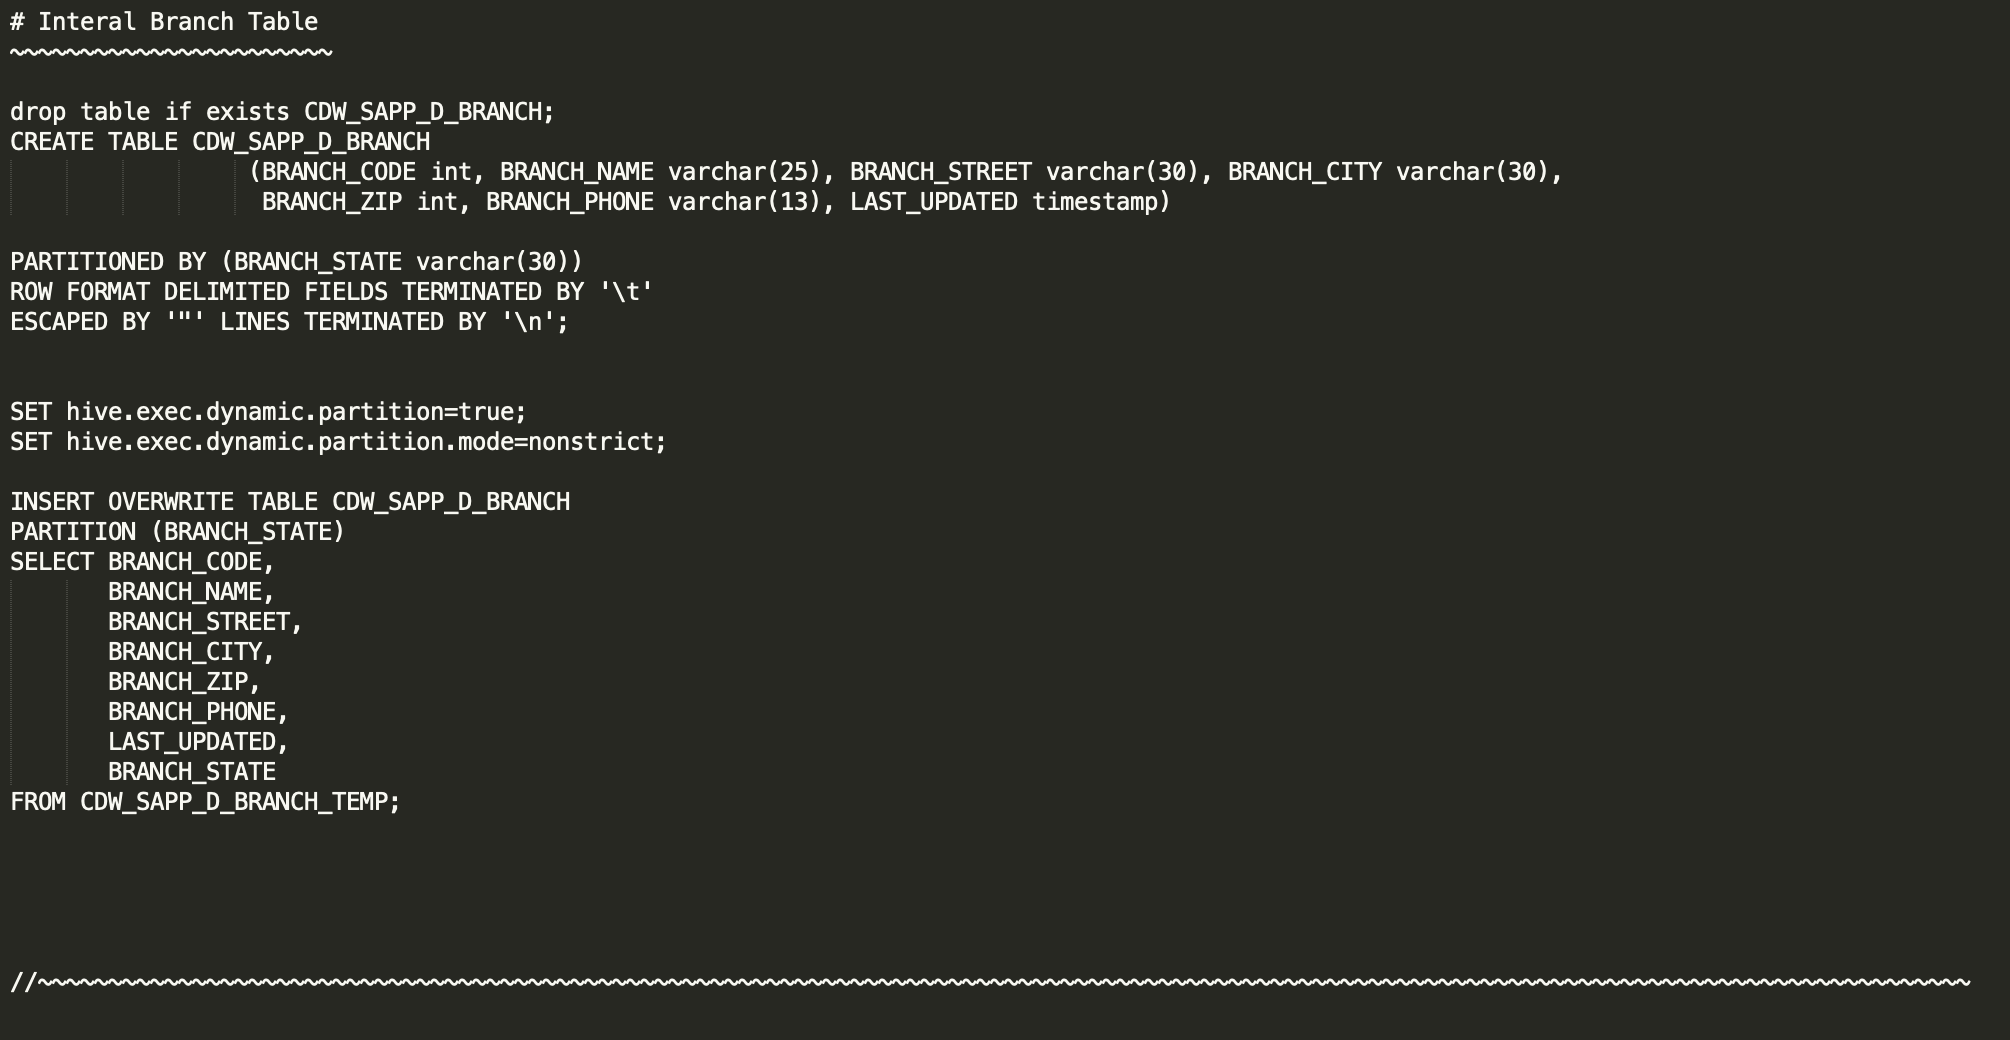 # Interal Branch Table
~~~~~~~~~~~~~~~~~~~~~~~
drop table if exists CDW_SAPP_D_BRANCH;
CREATE TABLE CDW_SAPP_D_BRANCH
(BRANCH_CODE int, BRANCH_NAME varchar(25), BRANCH_STREET varchar(30), BRANCH_CITY varchar(30),
BRANCH_ZIP int, BRANCH_PHONE varchar(13), LAST_UPDATED timestamp)
PARTITIONED BY (BRANCH_STATE varchar(30))
ROW FORMAT DELIMITED FIELDS TERMINATED BY '\t'
ESCAPED BY '"' LINES TERMINATED BY '\n';
SET hive.exec.dynamic.partition=true;
SET hive.exec.dynamic.partition.mode=nonstrict;
INSERT OVERWRITE TABLE CDW_SAPP_D_BRANCH
PARTITION (BRANCH_STATE)
SELECT BRANCH_CODE,
BRANCH_NAME,
BRANCH_STREET,
BRANCH_CITY,
BRANCH_ZIP,
BRANCH_PHONE,
LAST_UPDATED,
BRANCH_STATE
FROM CDW_SAPP_D_BRANCH_TEMP;
//~~~~~~~~~~~~~~~~~~~~~~~~~~~~~~~~~~~~~~~~~~~~~~~~~~~~~~~~~~~~~~~~~~~~~~~~~~~~~~~~~~~~~~~~~~~~~~~~~~~~~~~~~~~~~~~~~~~~~~~~~~~~~~~~~~~~~~~~~~